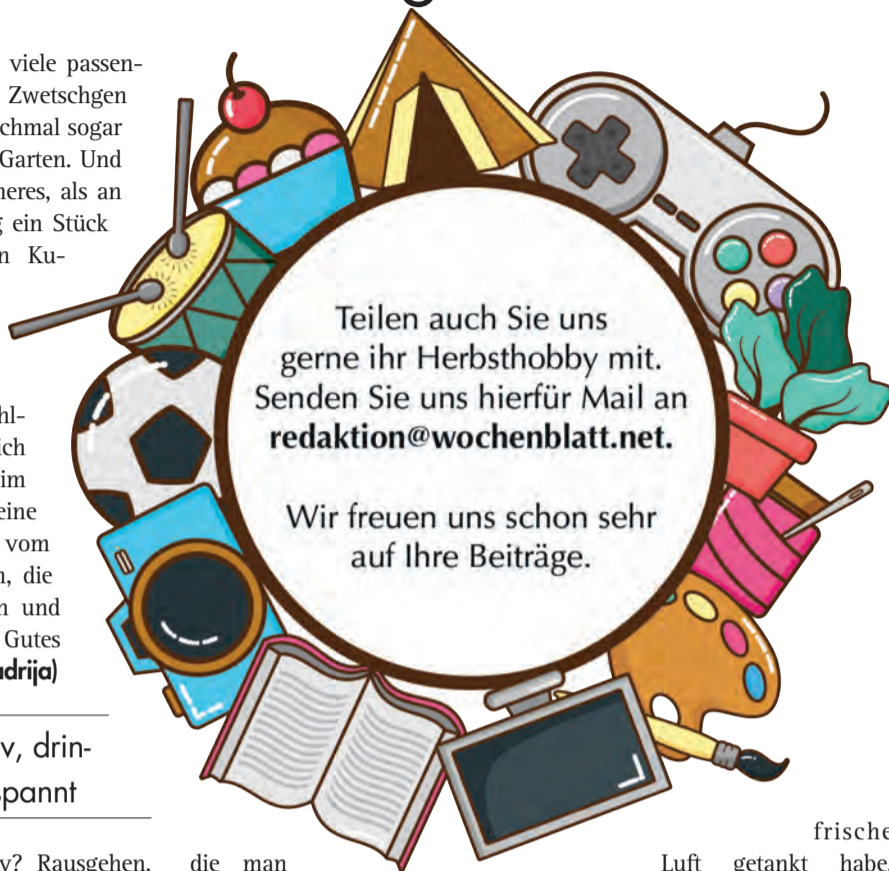 viele passen-
Zwetschgen
chmal sogar
Garten. Und
neres, als an
ein Stück
n Ku-
hl-
ich
im
eine
vom
n, die
n und
Gutes
adrija)
v, drin-
spannt
v? Rausgehen, die man
Teilen auch Sie uns
gerne ihr Herbsthobby mit.
Senden Sie uns hierfür Mail an
redaktion@wochenblatt.net.
Wir freuen uns schon sehr
auf Ihre Beiträge.
frische
Luft getankt habe,